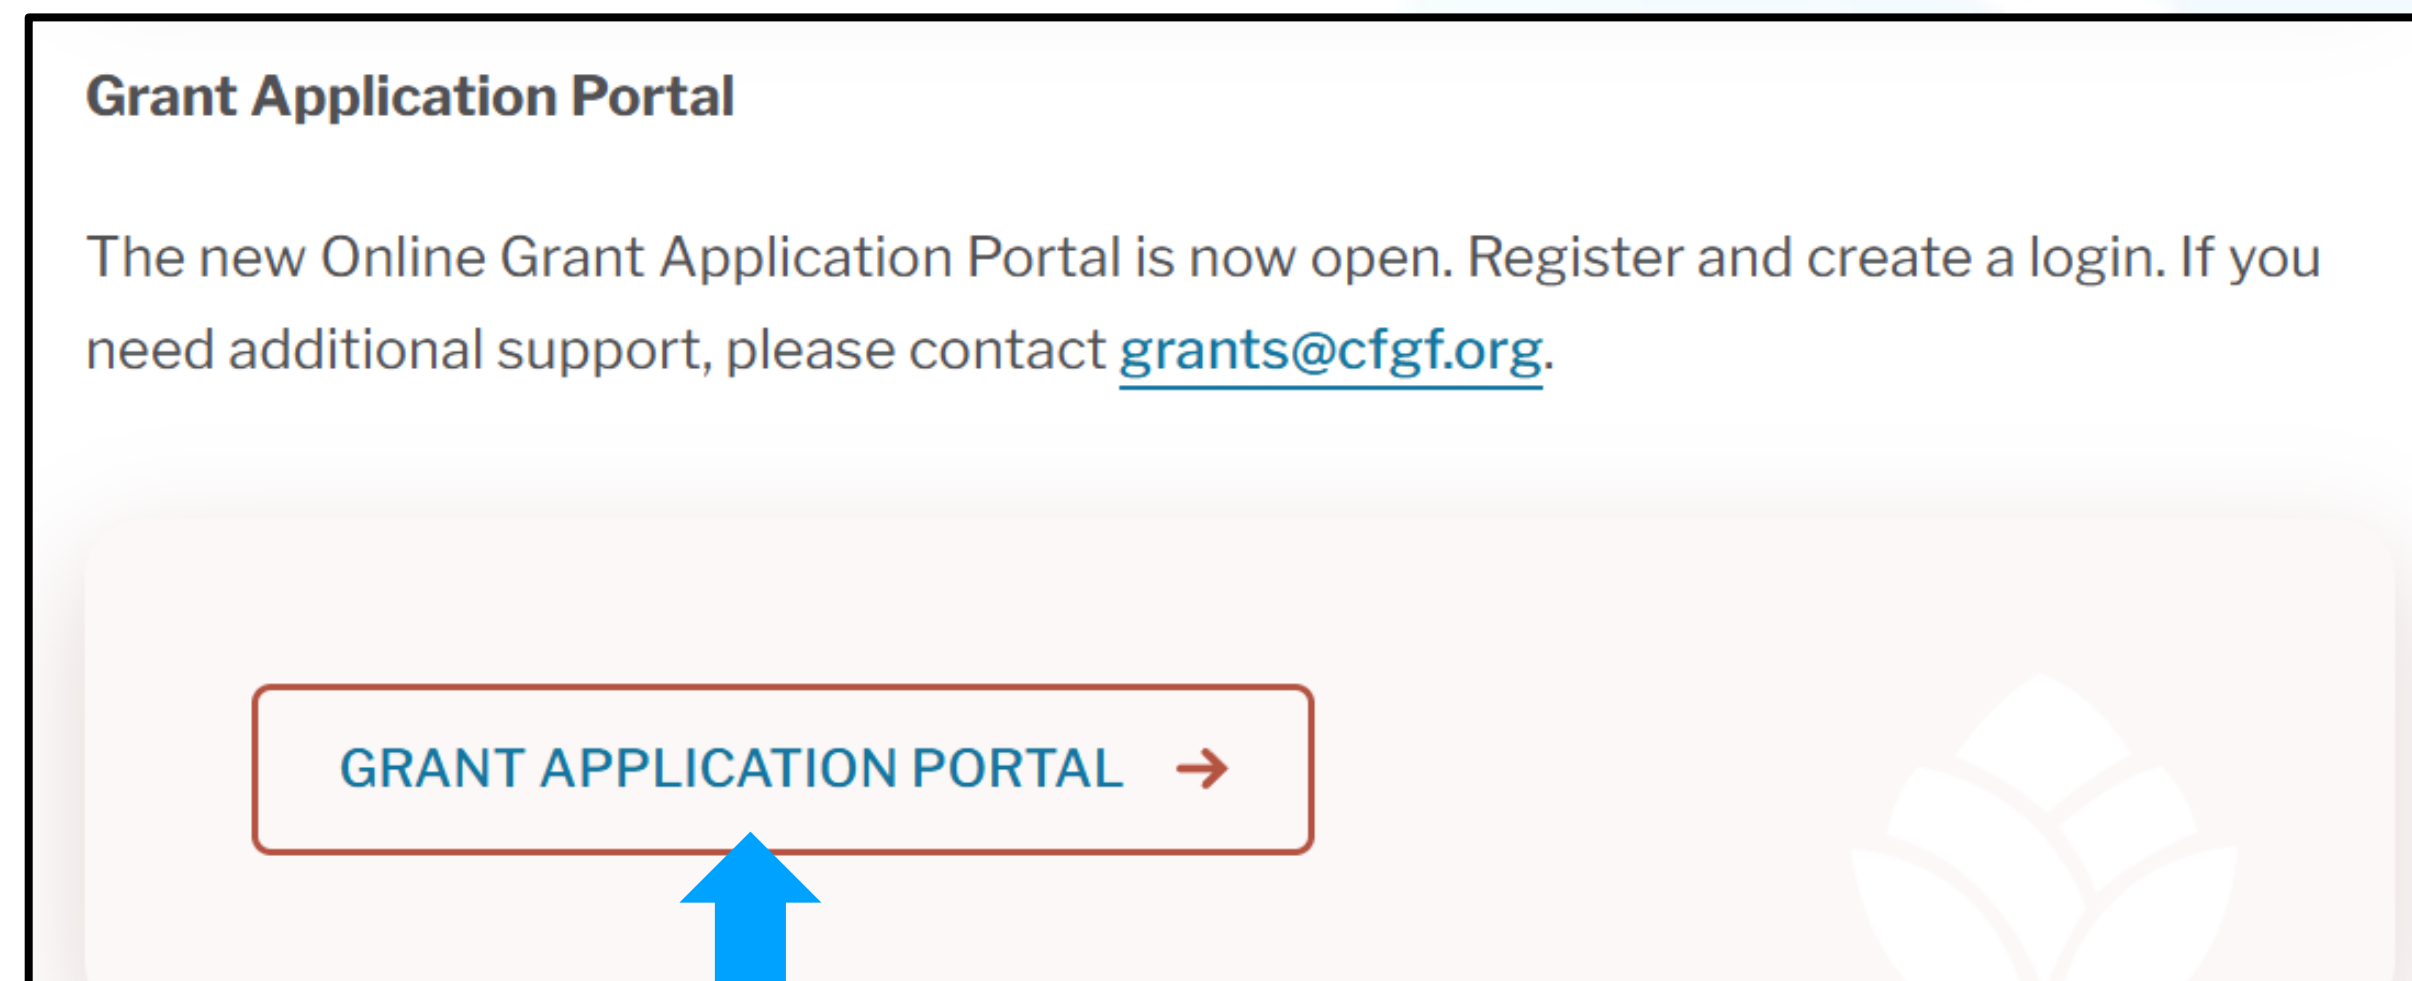 Grant Application Portal
The new Online Grant Application Portal is now open. Register and create a login. If you
need additional support, please contact grants@cfgf.org.
GRANT APPLICATION PORTAL